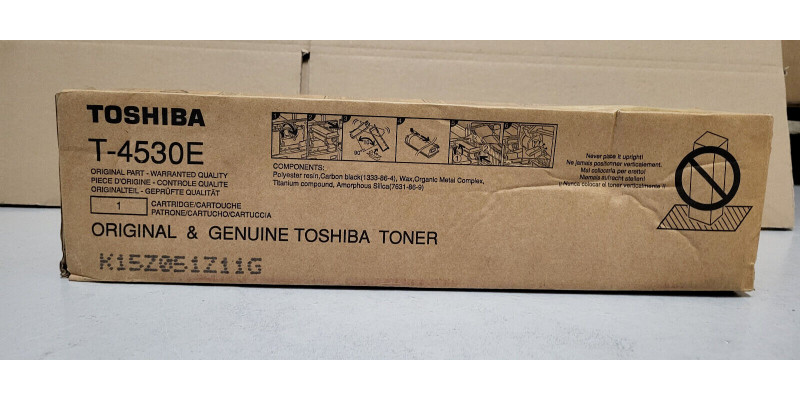 TOSHIBA
T-4530E
ORIGINAL PART - WARRANTED QUALITY
PIECE D'ORIGINE - CONTROLE QUALITE
ORIGINALTEIL - GEPRÜFTE QUALITÄT
1 CARTRIDGE/CARTOUCHE
PATRONE/CARTUCHO/CARTUCCIA
ORIGINAL & GENUINE TOSHIBA TONER
K15Z051Z11G
COMPONENTS:
Polyester resin,Carbon black(1333-86-4), Wax,Organic Metal Complex,
Titanium compound, Amorphous Silica(7631-86-9)
Never place it upright!
Ne jamais positionner verticalement.
Mai collocarla per eretto!
Niemals aufrecht stellen!
¡ Nunca colocar el toner verticalmente !